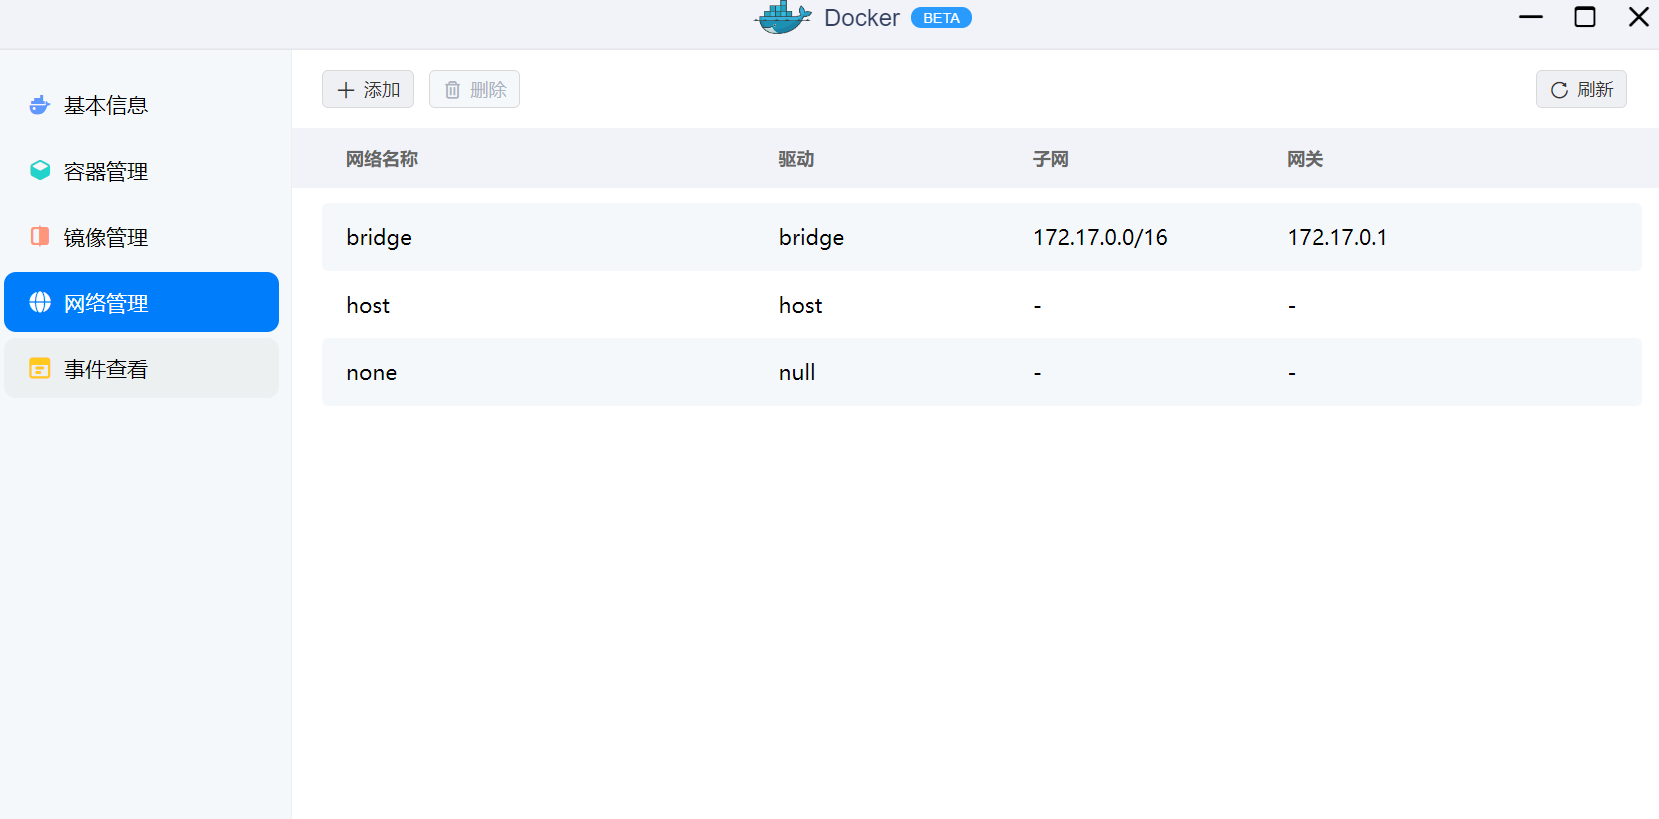 Docker BETA
添加 删除 刷新
基本信息
容器管理
镜像管理
网络管理
事件查看
网络名称 驱动 子网 网关
bridge bridge 172.17.0.0/16 172.17.0.1
host host - -
none null - -